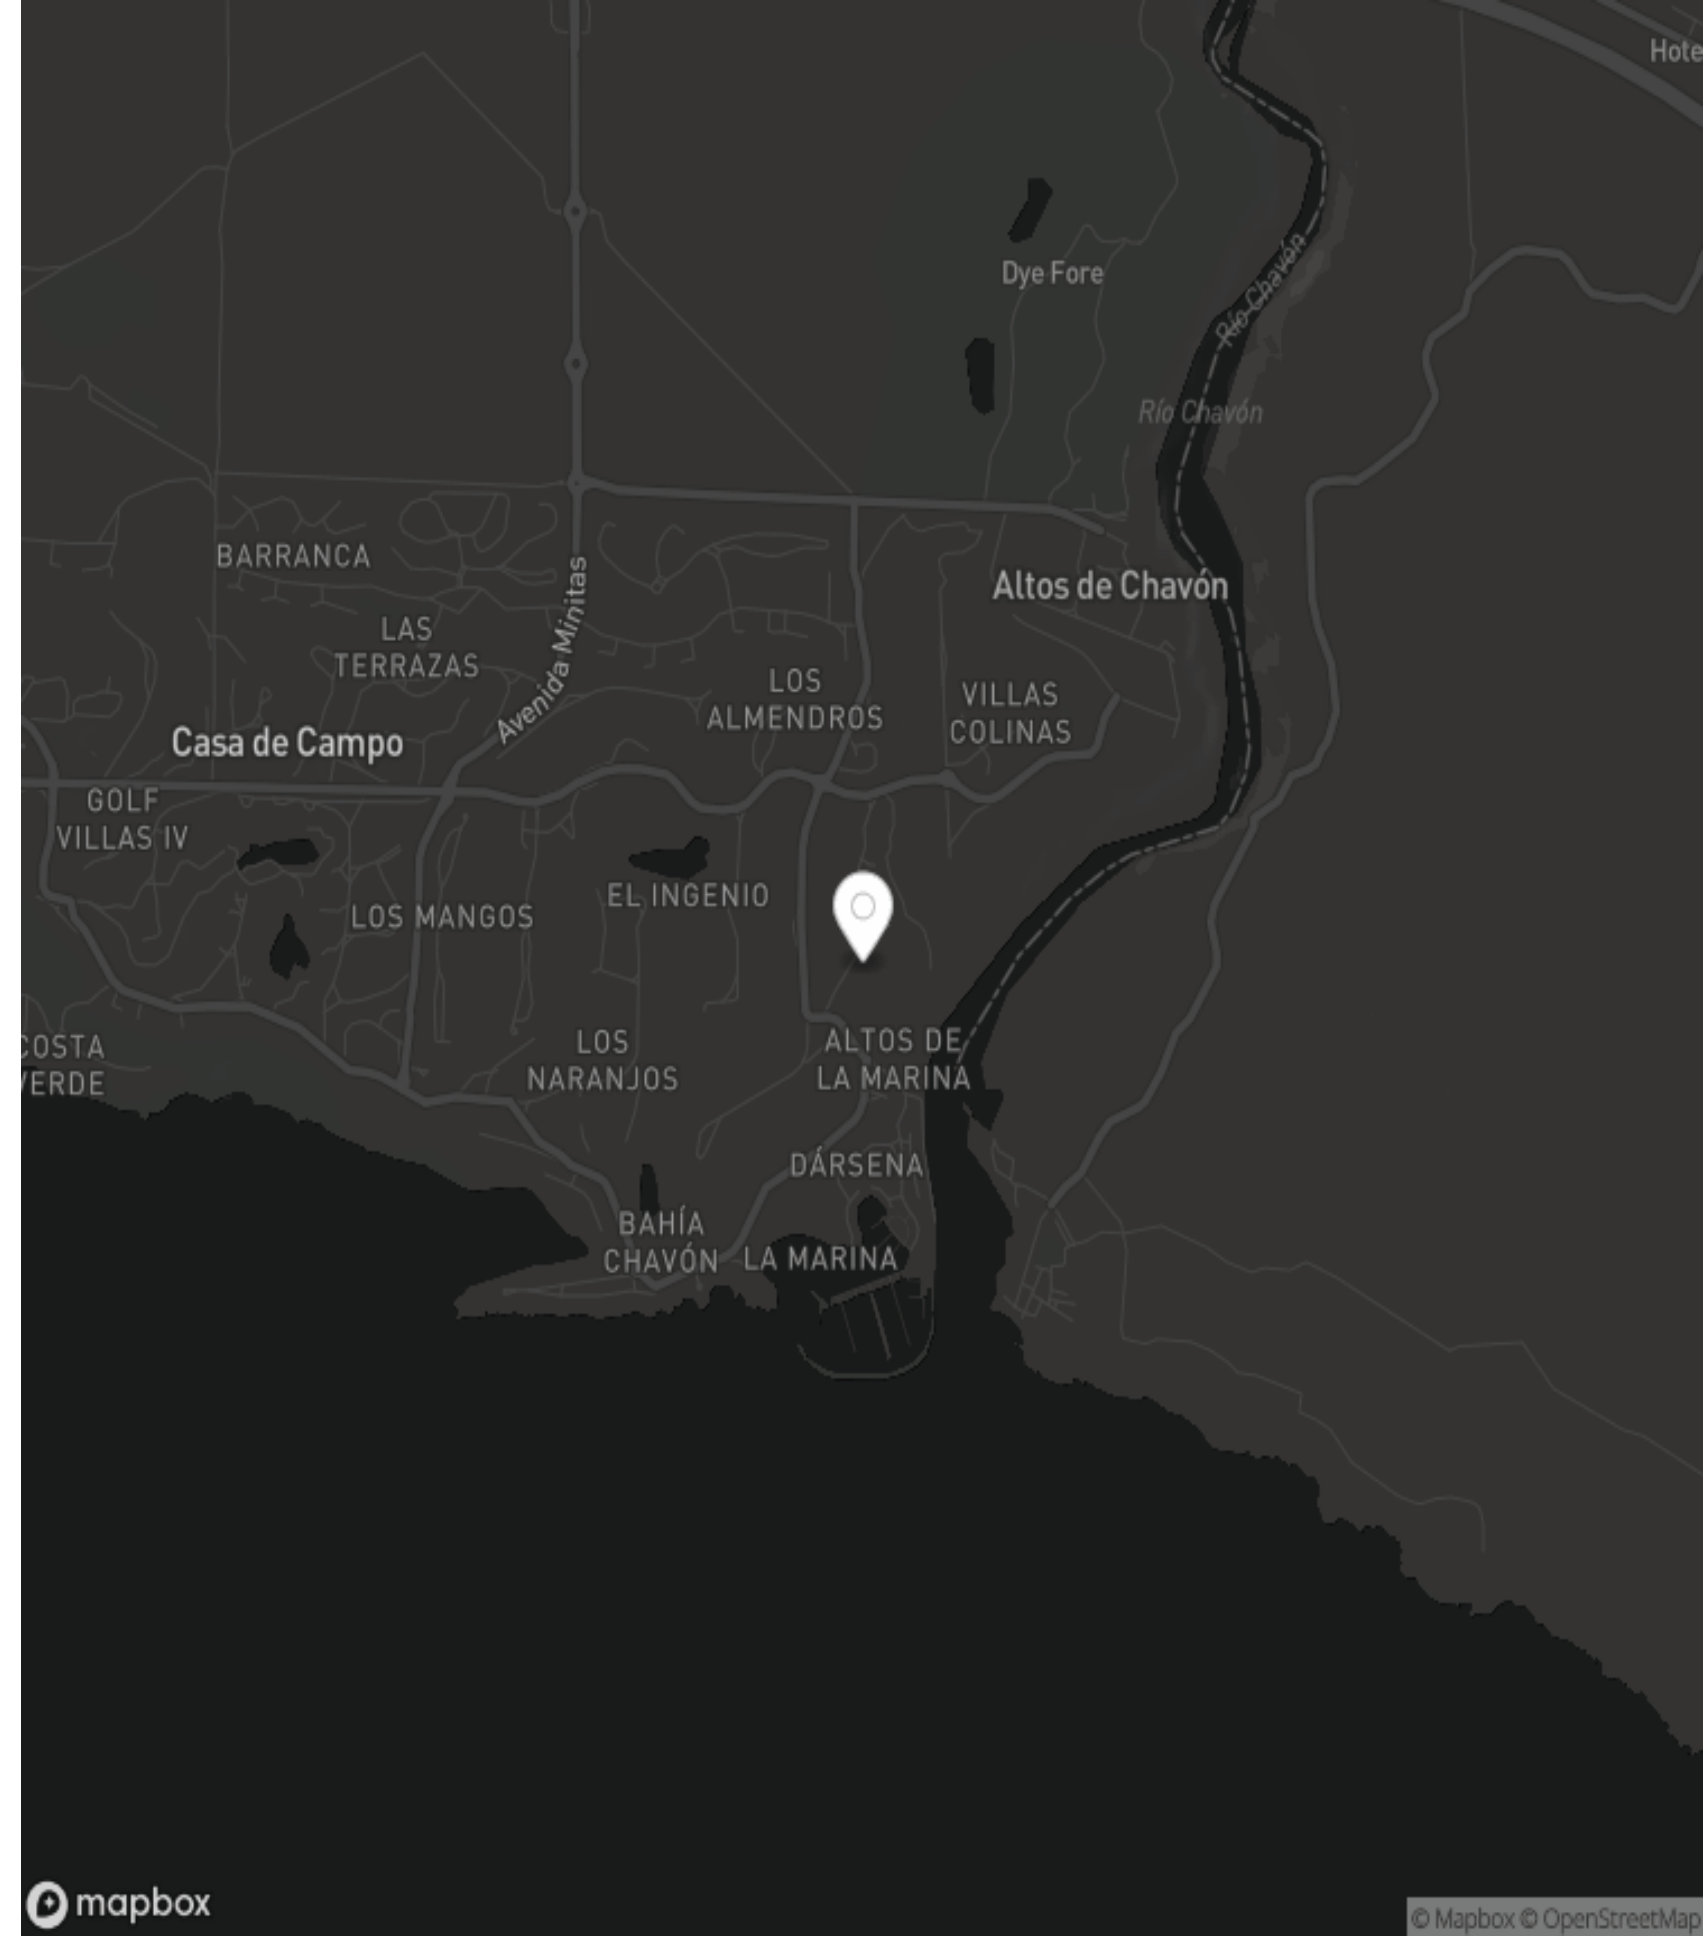 Hote
Dye Fore
Río Chavón
Río Chavón
BARRANCA
Avenida Minitas
Altos de Chavón
LAS
TERRAZAS
LOS
ALMENDROS
VILLAS
COLINAS
Casa de Campo
GOLF
VILLAS IV
EL INGENIO
LOS MANGOS
COSTA
VERDE
LOS
NARANJOS
ALTOS DE
LA MARINA
DÁRSENA
BAHÍA
CHAVÓN
LA MARINA
mapbox
© Mapbox © OpenStreetMap